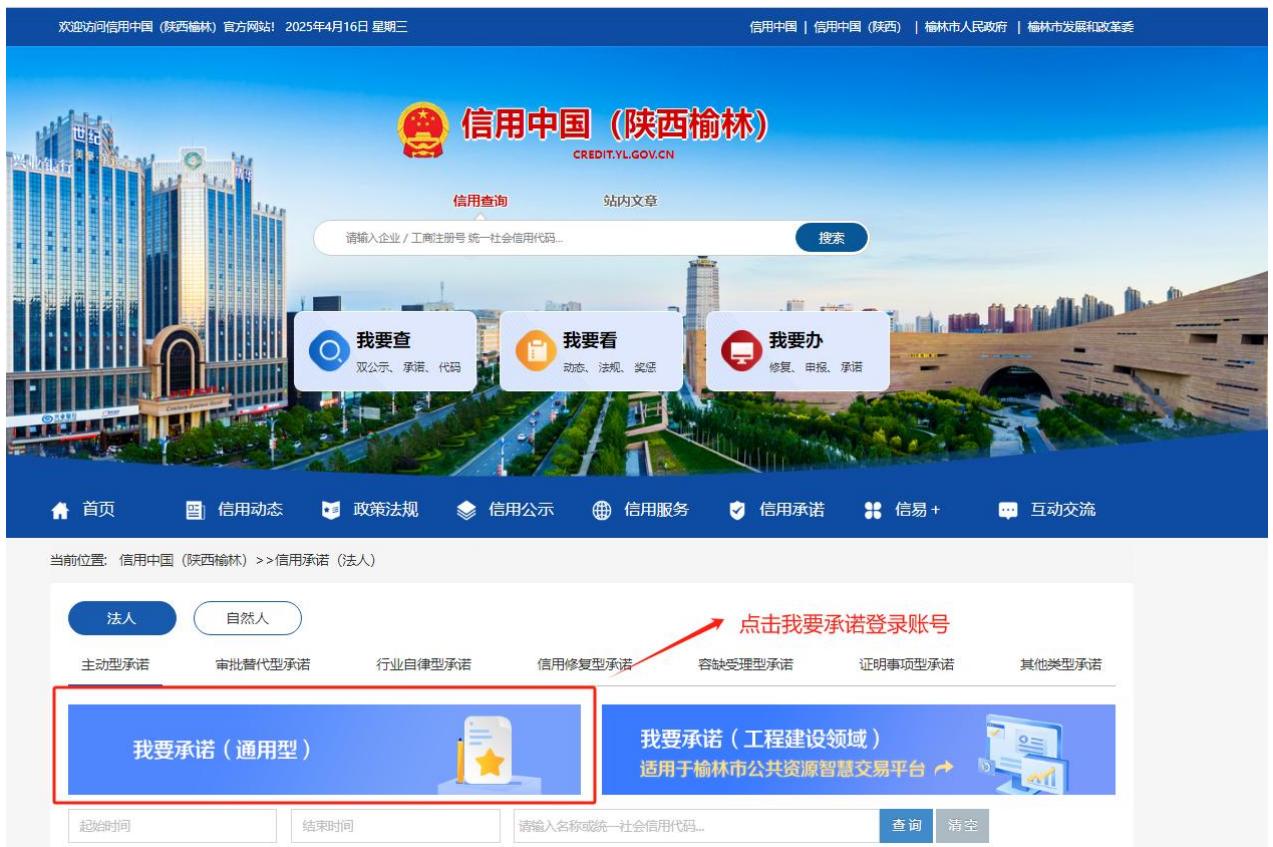 欢迎访问信用中国（陕西榆林）官方网站! 2025年4月16日 星期三
信用中国 | 信用中国（陕西） | 榆林市人民政府 | 榆林市发展和改革委
世纪
兴业银行
信用中国（陕西榆林）
CREDIT.YL.GOV.CN
信用查询 站内文章
请输入企业 / 工商注册号 统一社会信用代码... 搜索
我要查
双公示、承诺、代码
我要看
动态、法规、奖惩
我要办
修复、申报、承诺
首页 信用动态 政策法规 信用公示 信用服务 信用承诺 信易+ 互动交流
当前位置: 信用中国（陕西榆林）>>信用承诺（法人）
法人 自然人
点击我要承诺登录账号
主动型承诺 审批替代型承诺 行业自律型承诺 信用修复型承诺 容缺受理型承诺 证明事项型承诺 其他类型承诺
我要承诺（通用型）
我要承诺（工程建设领域）
适用于榆林市公共资源智慧交易平台
起始时间 结束时间 请输入名称或统一社会信用代码... 查询 清空